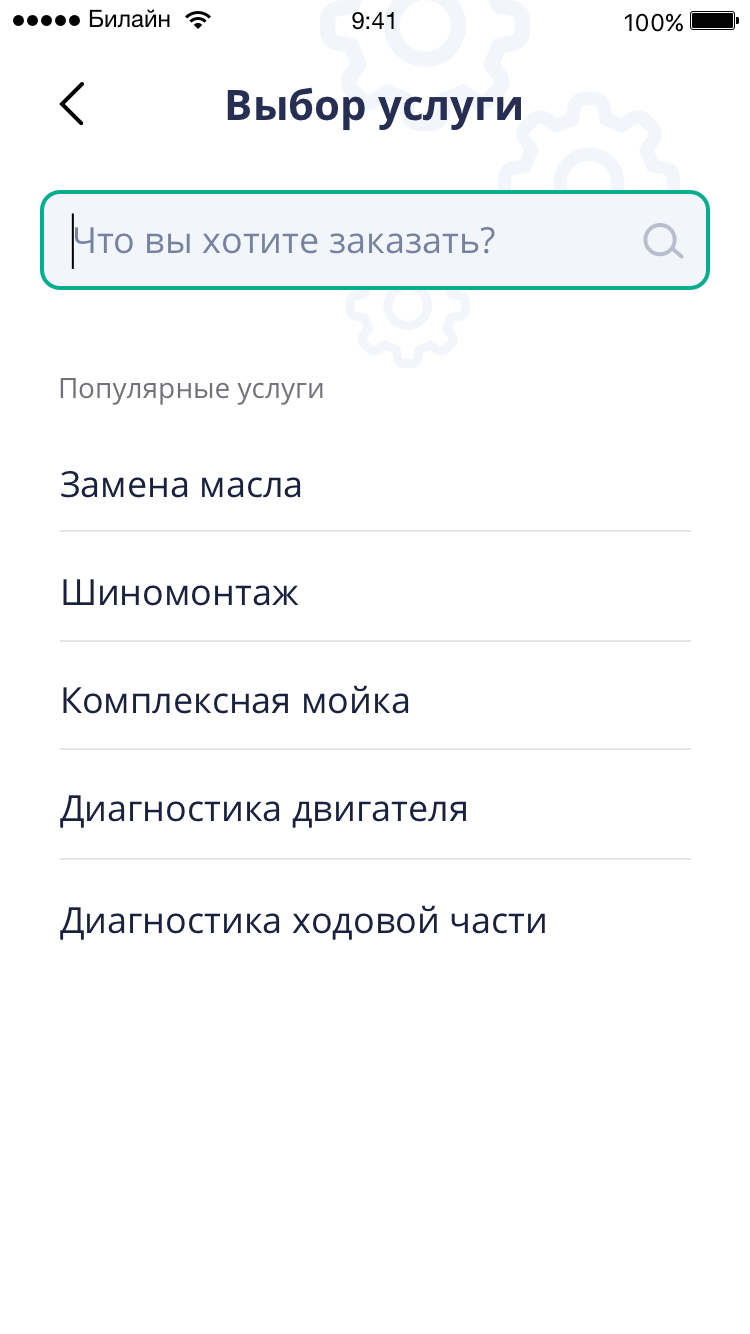 Билайн 9:41 100%
Выбор услуги
Что вы хотите заказать?
Популярные услуги
Замена масла
Шиномонтаж
Комплексная мойка
Диагностика двигателя
Диагностика ходовой части